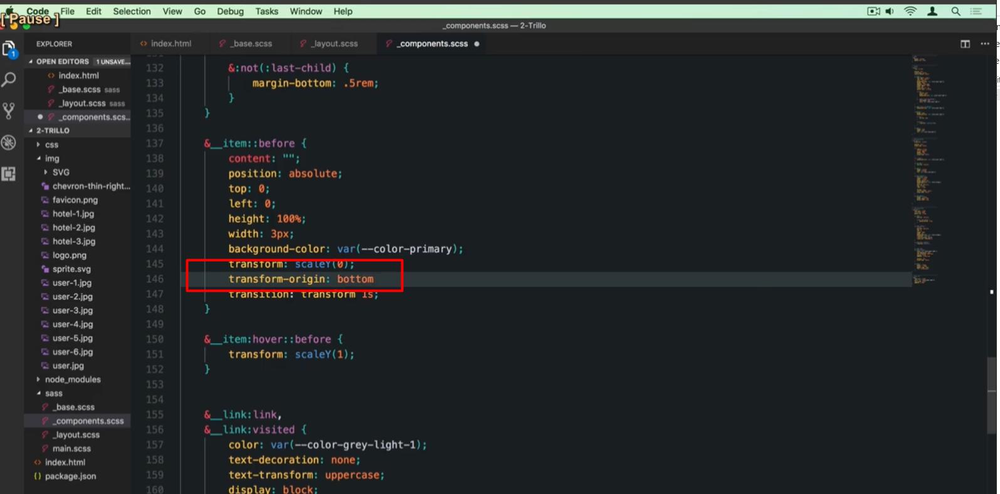 Code File Edit Selection View Go Debug Tasks Window Help
[ Pause ]
_components.scss — 2-Trillo
EXPLORER
index.html
_base.scss
_layout.scss
_components.scss
OPEN EDITORS 1 UNSAVE...
index.html
_base.scss sass
_layout.scss sass
_components.scs...
2-TRILLO
css
img
SVG
chevron-thin-right...
favicon.png
hotel-1.jpg
hotel-2.jpg
hotel-3.jpg
logo.png
sprite.svg
user-1.jpg
user-2.jpg
user-3.jpg
user-4.jpg
user-5.jpg
user-6.jpg
user.jpg
node_modules
sass
_base.scss
_components.scss
_layout.scss
main.scss
index.html
{} package.json
1
132 &:not(:last-child) {
133 margin-bottom: .5rem;
134 }
135 }
136
137 &__item::before {
138 content: "";
139 position: absolute;
140 top: 0;
141 left: 0;
142 height: 100%;
143 width: 3px;
144 background-color: var(--color-primary);
145 transform: scaleY(0);
146 transform-origin: bottom
147 transition: transform 1s;
148 }
149
150 &__item:hover::before {
151 transform: scaleY(1);
152 }
153
154
155 &__link:link,
156 &__link:visited {
157 color: var(--color-grey-light-1);
158 text-decoration: none;
159 text-transform: uppercase;
160 display: block;